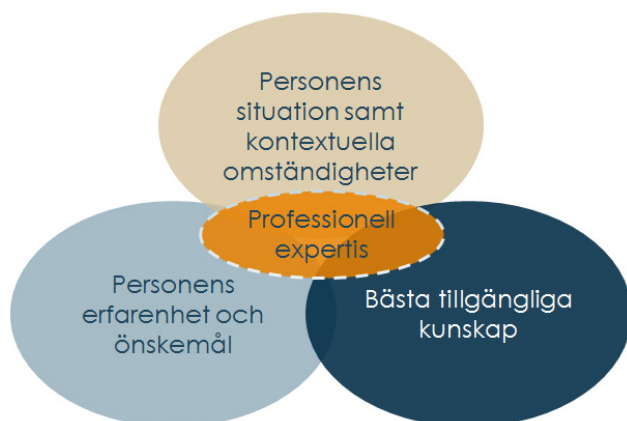 Personens
situation samt
kontextuella
omständigheter
Professionell
expertis
Personens
erfarenhet och
önskemål
Bästa tillgängliga
kunskap